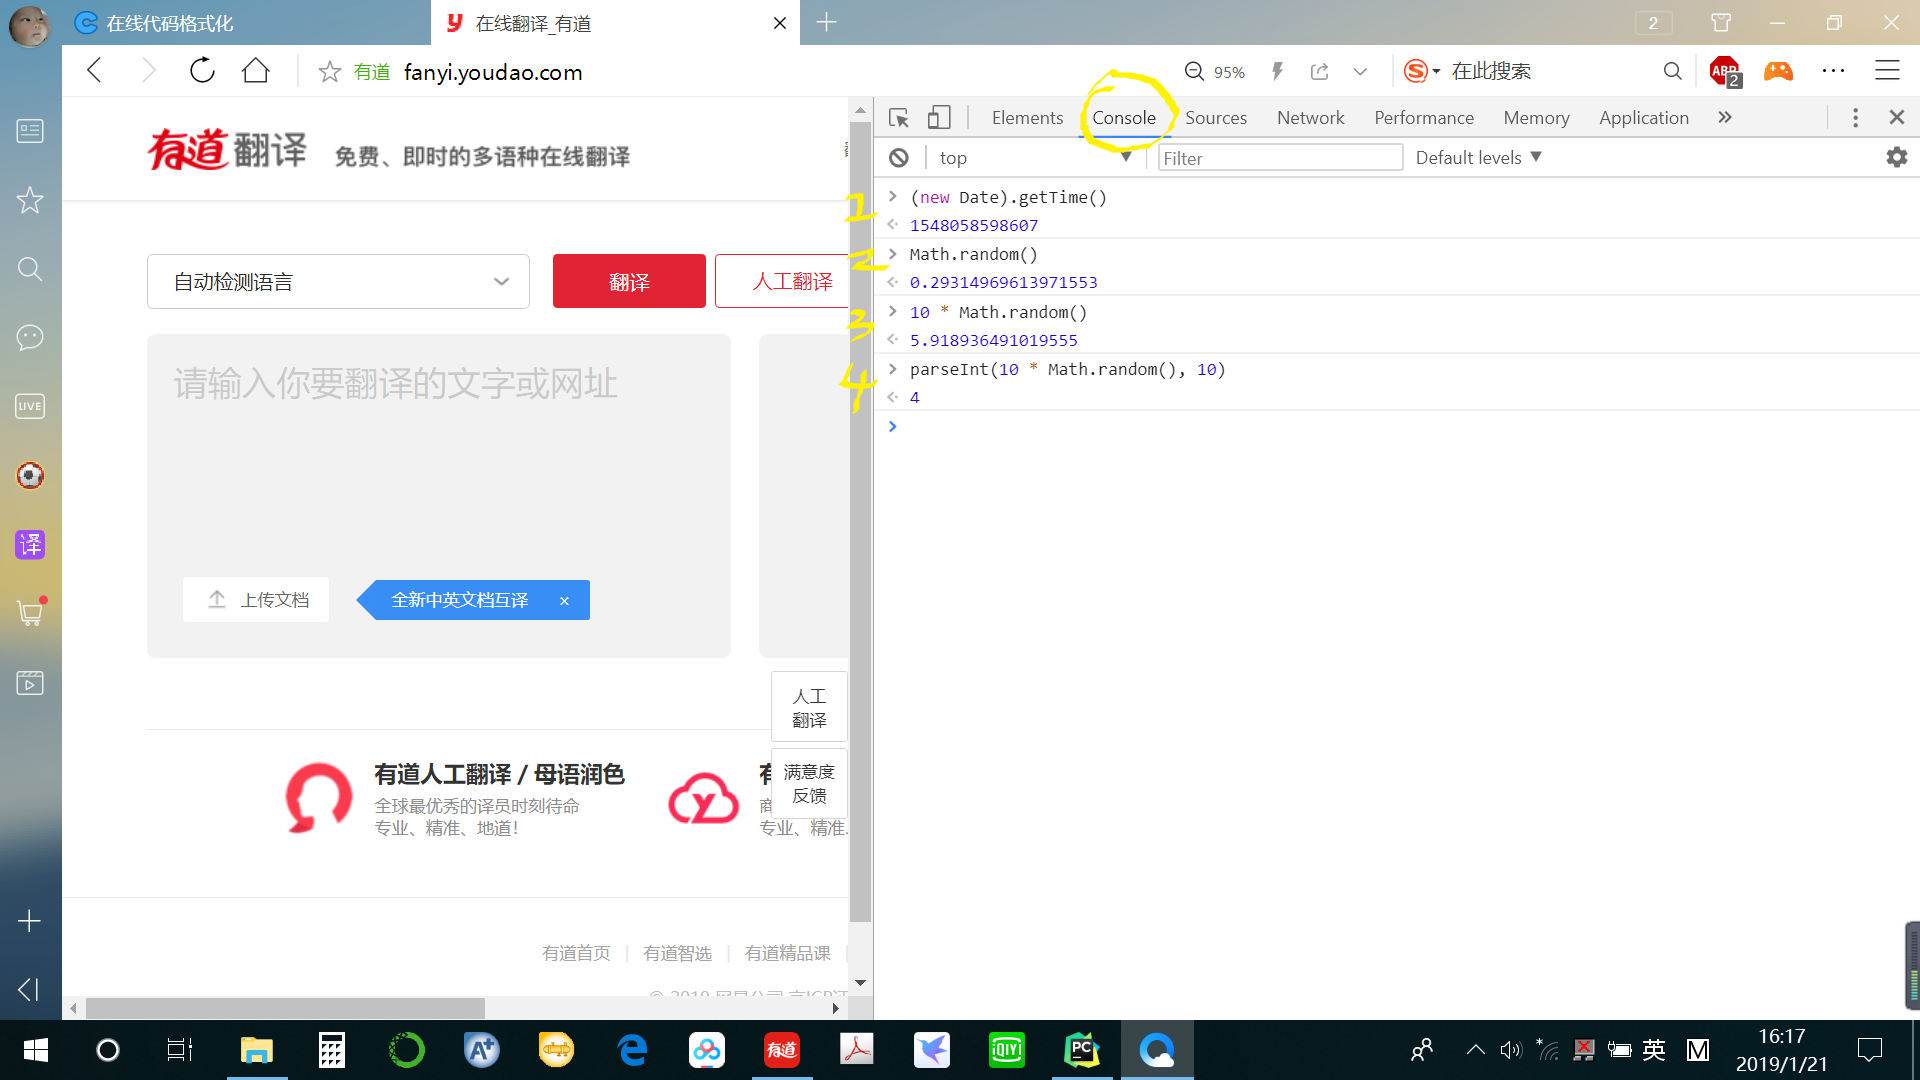 在线代码格式化
在线翻译_有道
2
有道 fanyi.youdao.com
95%
在此搜索
ABP
2
有道翻译 免费、即时的多语种在线翻译
自动检测语言
翻译
人工翻译
请输入你要翻译的文字或网址
上传文档
全新中英文档互译 ×
人工
翻译
满意度
反馈
有道人工翻译 / 母语润色
全球最优秀的译员时刻待命
专业、精准、地道!
专业、精准
有道首页 | 有道智选 | 有道精品课
LIVE
译
Elements Console Sources Network Performance Memory Application »
top
Filter
Default levels
1
> (new Date).getTime()
1548058598607
2
> Math.random()
0.29314969613971553
3
> 10 * Math.random()
5.918936491019555
4
> parseInt(10 * Math.random(), 10)
4
>
A+
有道
iQIYI
PC
英
M
16:17
2019/1/21